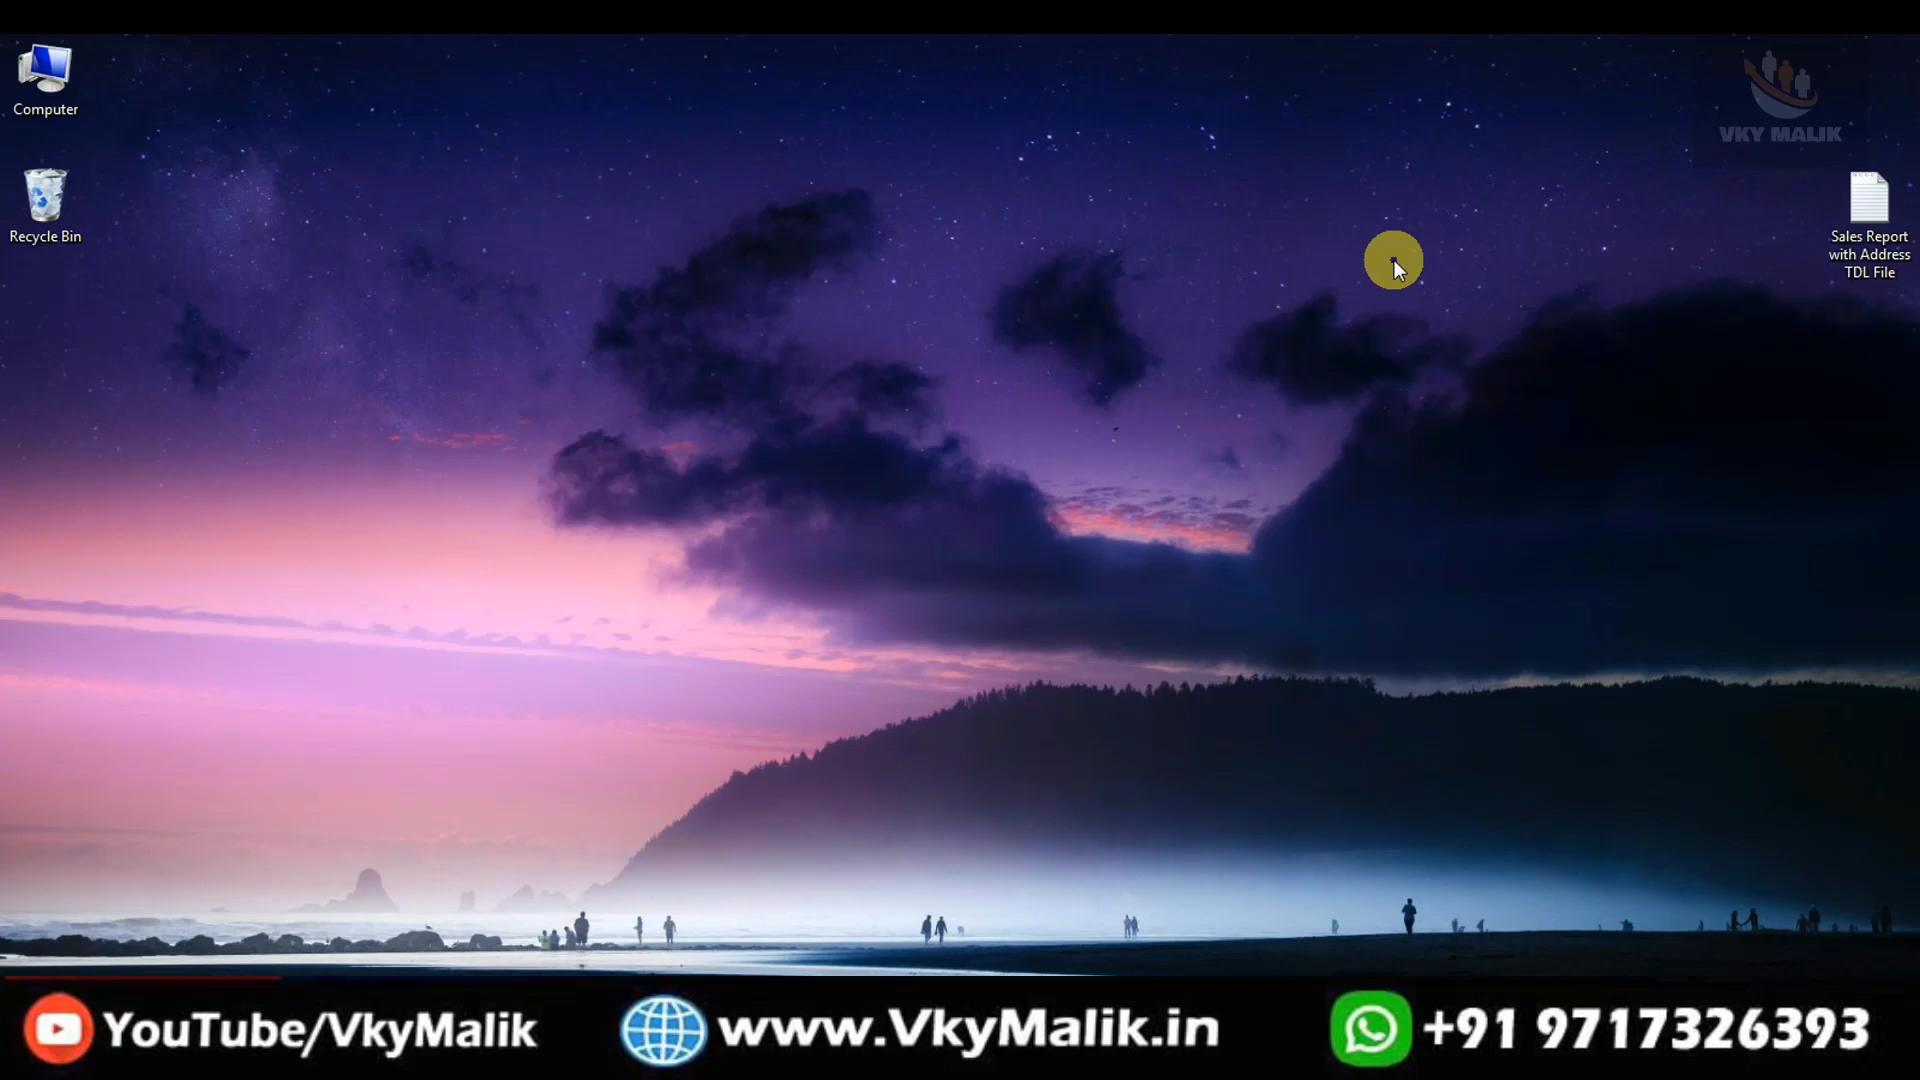 Computer
VKY MALIK
Recycle Bin
Sales Report
with Address
TDL File
YouTube/VkyMalik
www.VkyMalik.in
+91 9717326393